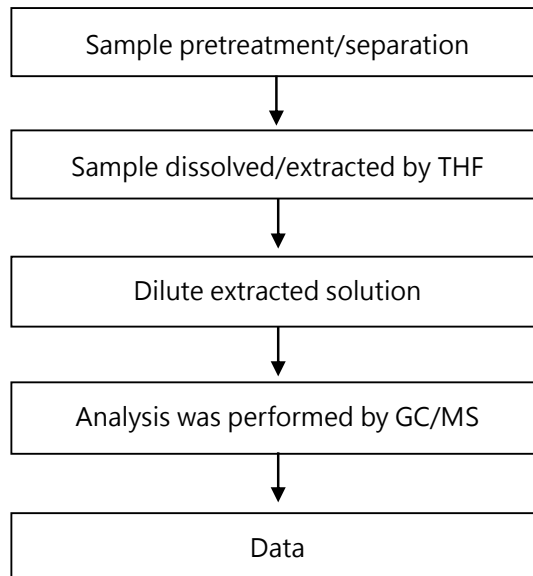 Sample pretreatment/separation
Sample dissolved/extracted by THF
Dilute extracted solution
Analysis was performed by GC/MS
Data